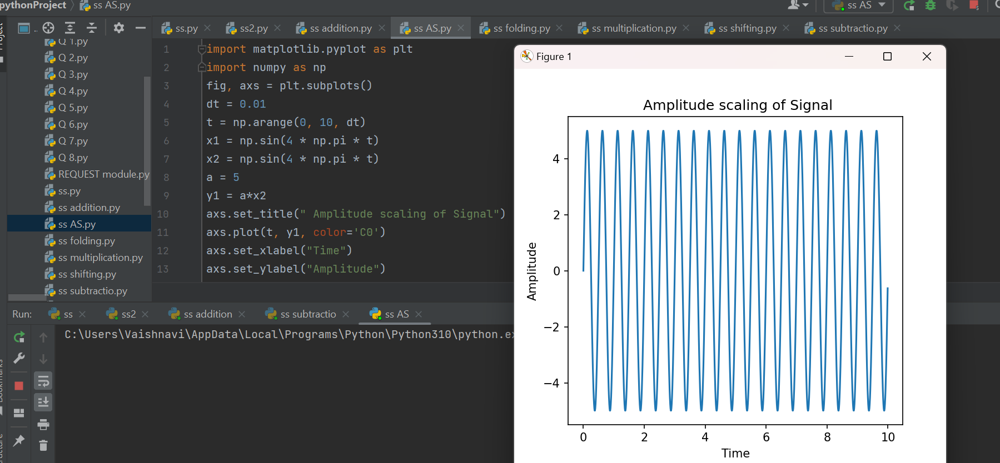 pythonProject ss AS.py
ss AS
ss.py ss2.py ss addition.py ss AS.py ss folding.py ss multiplication.py ss shifting.py ss subtractio.py
Project
Q 1.py
Q 2.py
Q 3.py
Q 4.py
Q 5.py
Q 6.py
Q 7.py
Q 8.py
REQUEST module.py
ss.py
ss addition.py
ss AS.py
ss folding.py
ss multiplication.py
ss shifting.py
ss subtractio.py
1 import matplotlib.pyplot as plt
2 import numpy as np
3 fig, axs = plt.subplots()
4 dt = 0.01
5 t = np.arange(0, 10, dt)
6 x1 = np.sin(4 * np.pi * t)
7 x2 = np.sin(4 * np.pi * t)
8 a = 5
9 y1 = a*x2
10 axs.set_title(" Amplitude scaling of Signal")
11 axs.plot(t, y1, color='C0')
12 axs.set_xlabel("Time")
13 axs.set_ylabel("Amplitude")
Figure 1
Amplitude scaling of Signal
4
2
0
−2
−4
Amplitude
0 2 4 6 8 10
Time
Run: ss ss2 ss addition ss subtractio ss AS
C:\Users\Vaishnavi\AppData\Local\Programs\Python\Python310\python.ex
Bookmarks